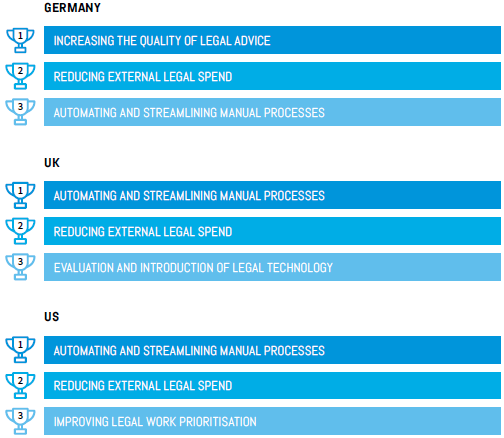 GERMANY
1 INCREASING THE QUALITY OF LEGAL ADVICE
2 REDUCING EXTERNAL LEGAL SPEND
3 AUTOMATING AND STREAMLINING MANUAL PROCESSES
UK
1 AUTOMATING AND STREAMLINING MANUAL PROCESSES
2 REDUCING EXTERNAL LEGAL SPEND
3 EVALUATION AND INTRODUCTION OF LEGAL TECHNOLOGY
US
1 AUTOMATING AND STREAMLINING MANUAL PROCESSES
2 REDUCING EXTERNAL LEGAL SPEND
3 IMPROVING LEGAL WORK PRIORITISATION